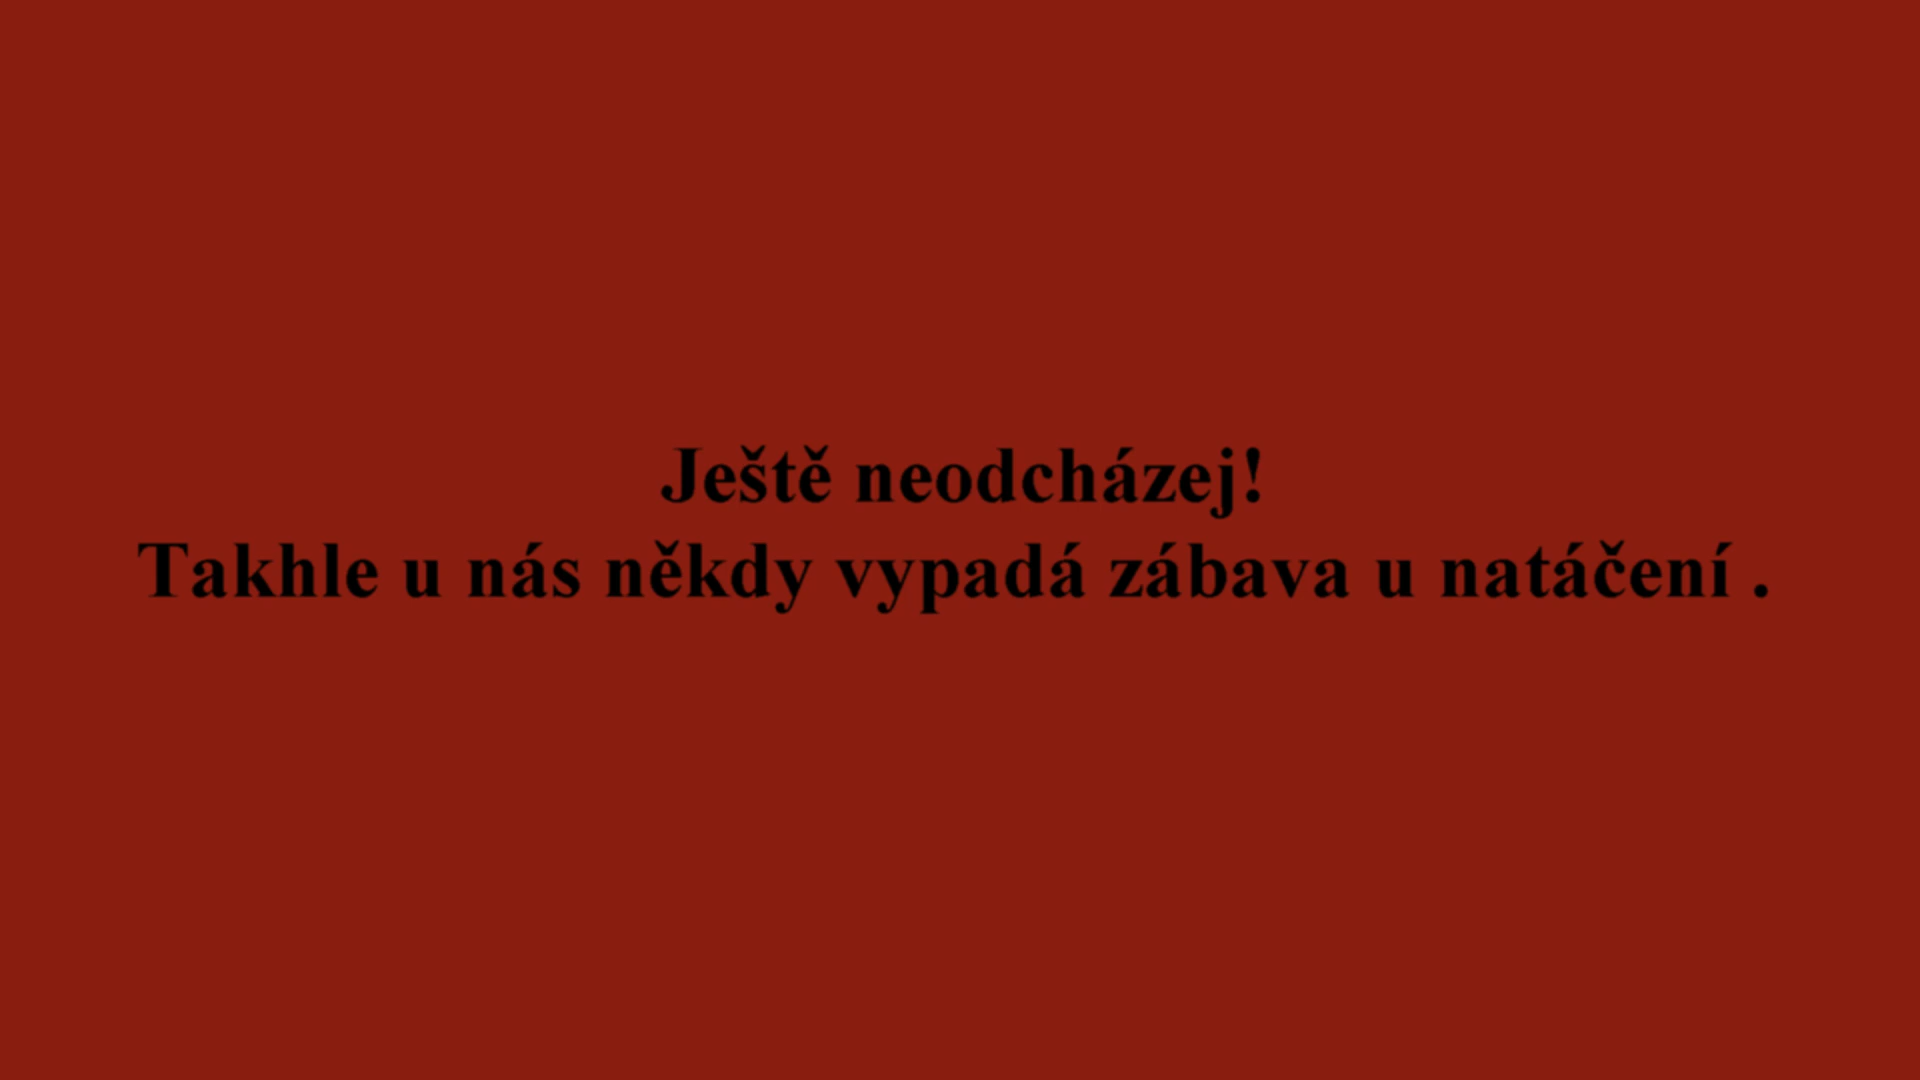 Ještě neodcházej!
Takhle u nás někdy vypadá zábava u natáčení .